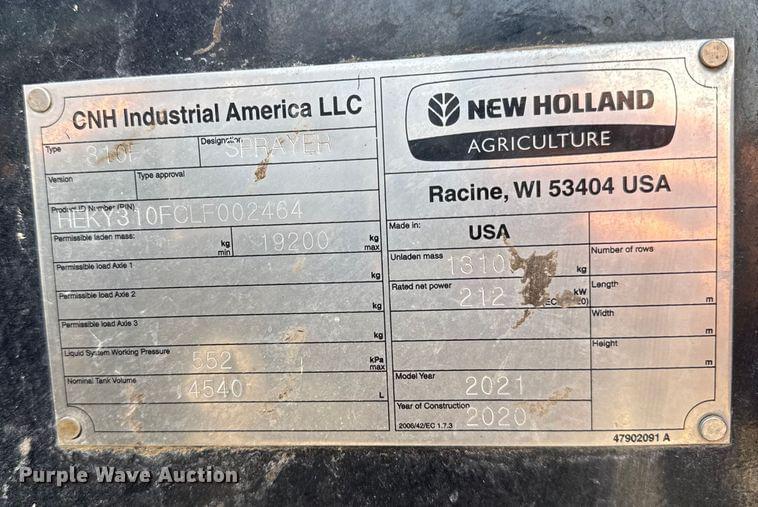 CNH Industrial America LLC
Type 310F
Designation SPRAYER
Version
Type approval
Product ID Number (PIN)
HEKY310FCLF002464
Permissible laden mass: kg min 19200 kg max
Permissible load Axle 1 kg
Permissible load Axle 2 kg
Permissible load Axle 3 kg
Liquid System Working Pressure 552 kPa max
Nominal Tank Volume 4540 L
NEW HOLLAND
AGRICULTURE
Racine, WI 53404 USA
Made in: USA
Unladen mass kg
Number of rows
Rated net power 212 kW
Length m
Width m
Height m
Model Year 2021
Year of Construction 2020
2006/42/EC 1.7.3
47902091 A
Purple Wave Auction